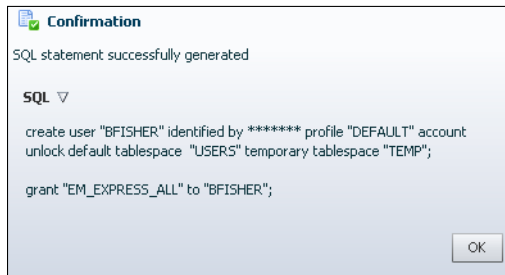 Confirmation
SQL statement successfully generated
SQL
create user "BFISHER" identified by ******* profile "DEFAULT" account
unlock default tablespace "USERS" temporary tablespace "TEMP";
grant "EM_EXPRESS_ALL" to "BFISHER";
OK